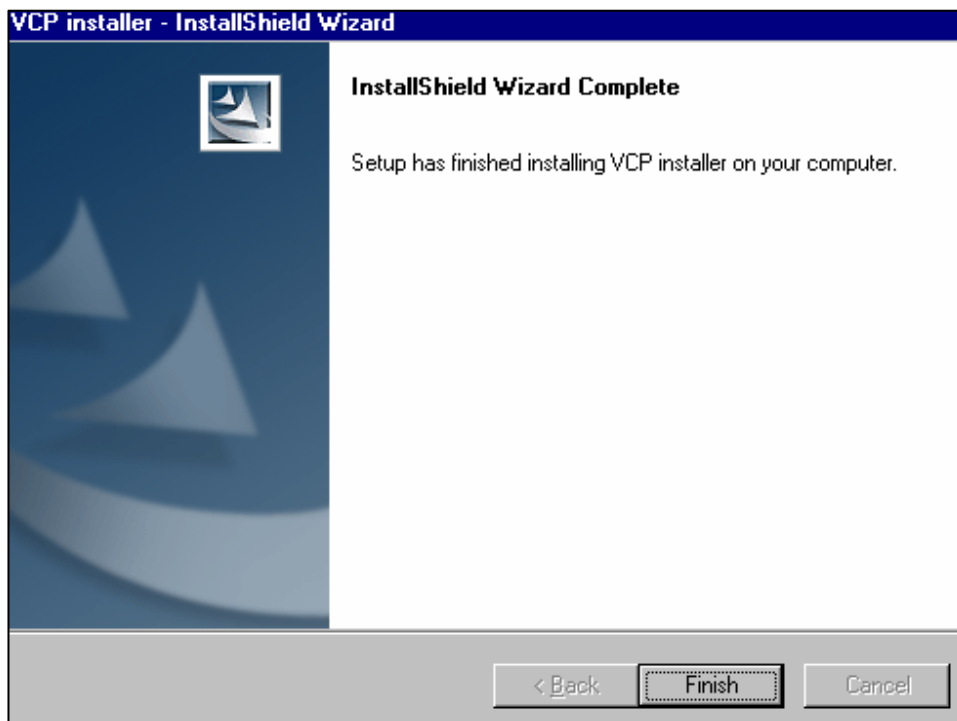 VCP installer - InstallShield Wizard
InstallShield Wizard Complete
Setup has finished installing VCP installer on your computer.
< Back
Finish
Cancel